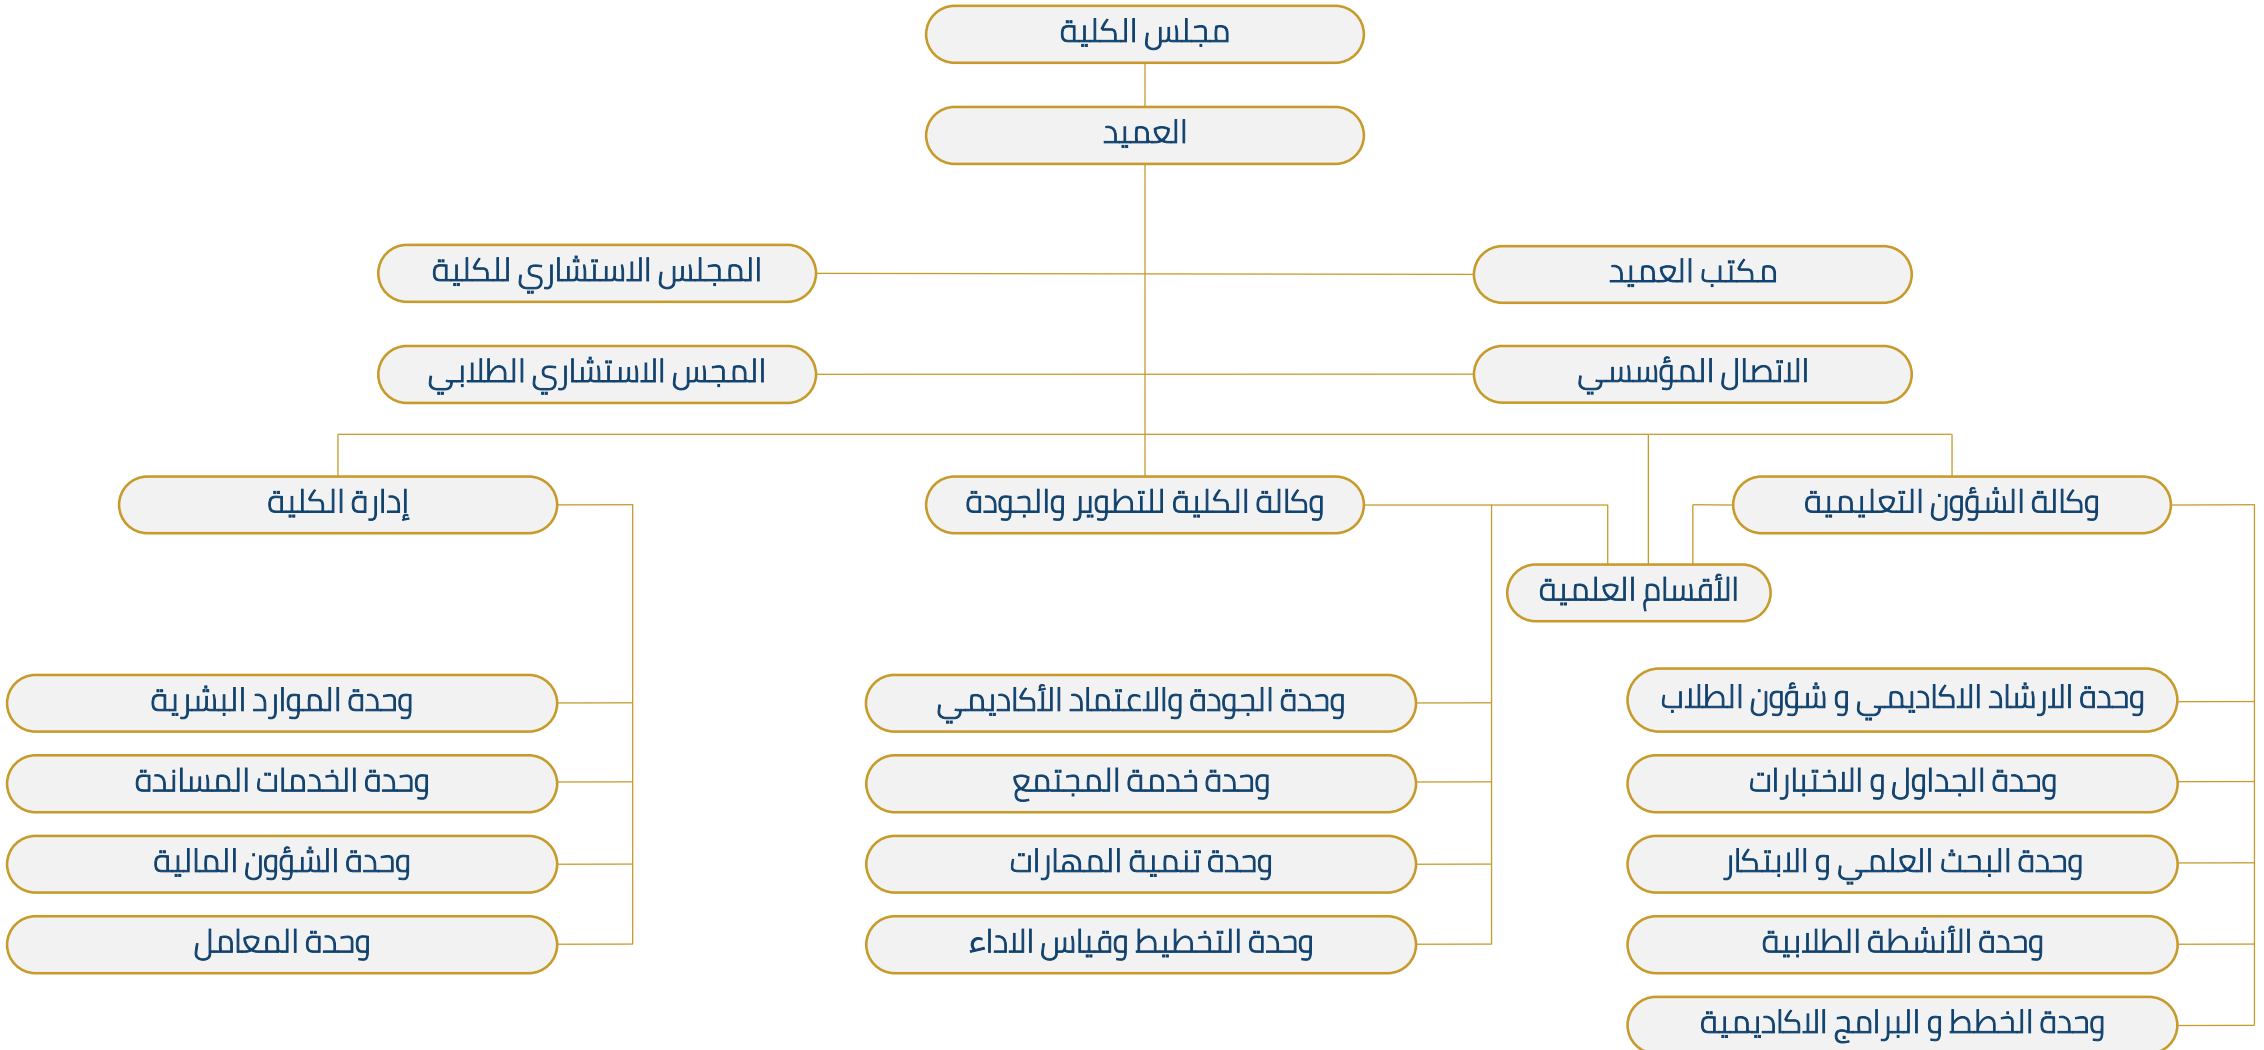 مجلس الكلية
العميد
مكتب العميد
المجلس الاستشاري للكلية
الاتصال المؤسسي
المجس الاستشاري الطلابي
وكالة الشؤون التعليمية
وكالة الكلية للتطوير والجودة
إدارة الكلية
الأقسام العلمية
وحدة الارشاد الاكاديمي و شؤون الطلاب
وحدة الجداول و الاختبارات
وحدة البحث العلمي و الابتكار
وحدة الأنشطة الطلابية
وحدة الخطط و البرامج الاكاديمية
وحدة الجودة والاعتماد الأكاديمي
وحدة خدمة المجتمع
وحدة تنمية المهارات
وحدة التخطيط وقياس الاداء
وحدة الموارد البشرية
وحدة الخدمات المساندة
وحدة الشؤون المالية
وحدة المعامل